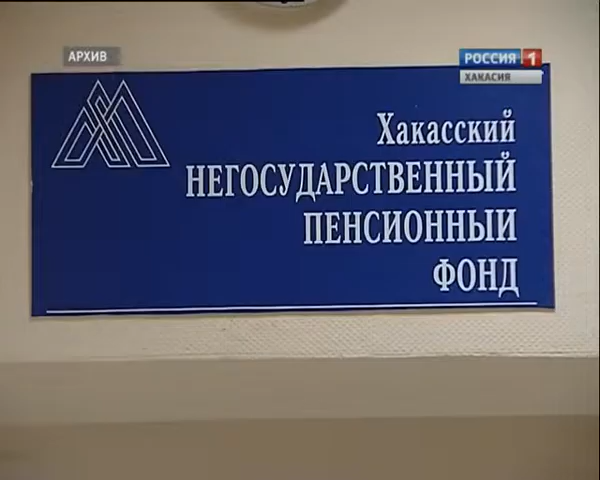 АРХИВ
РОССИЯ 1
ХАКАСИЯ
Хакасский
НЕГОСУДАРСТВЕННЫЙ
ПЕНСИОННЫЙ
ФОНД